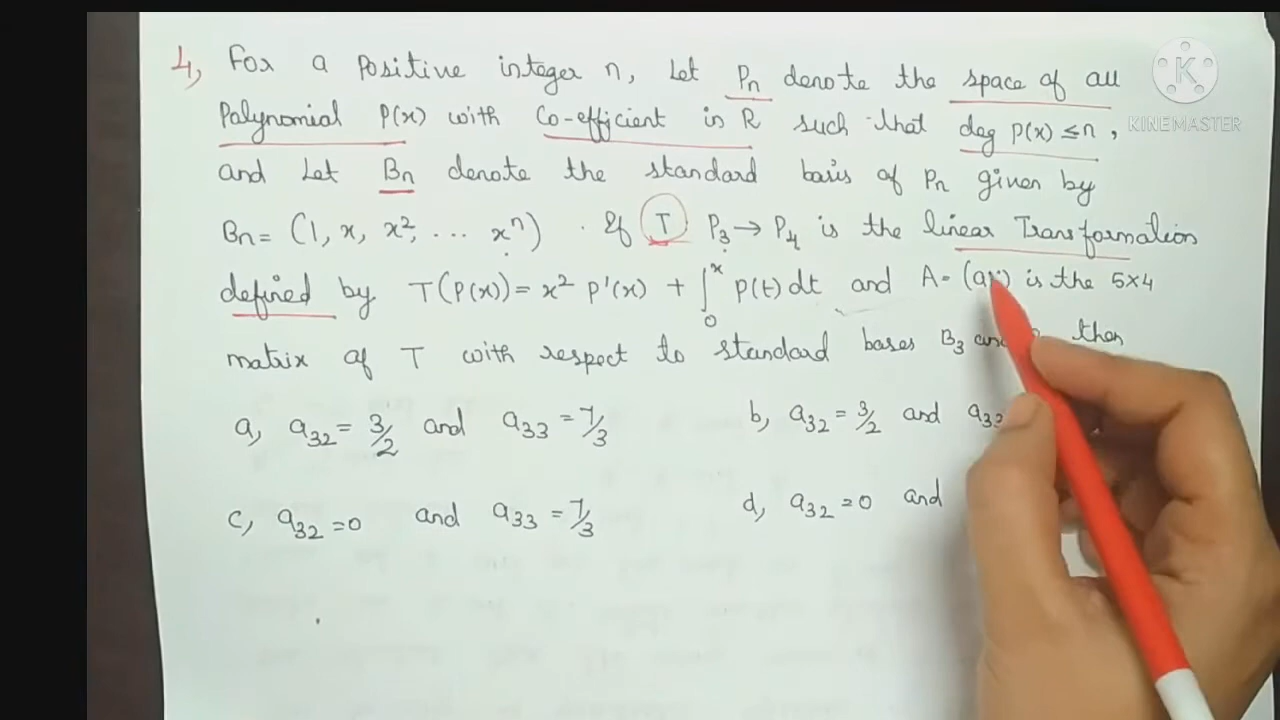 4, For a positive integer n, Let Pn denote the space of all
Polynomial P(x) with Co-efficient in R such that deg P(x) ≤ n,
and Let Bn denote the standard basis of Pn given by
Bn = (1, x, x², ... xⁿ) . If T P₃ → P₄ is the linear Transformation
defined by T(P(x)) = x² P'(x) + ∫₀ˣ P(t) dt and A = is the 5x4
matrix of T with respect to standard bases B₃ then
a, a₃₂ = 3/2 and a₃₃ = 7/3 b, a₃₂ = 3/2 and a₃₃
c, a₃₂ = 0 and a₃₃ = 7/3 d, a₃₂ = 0 and
K
KINEMASTER